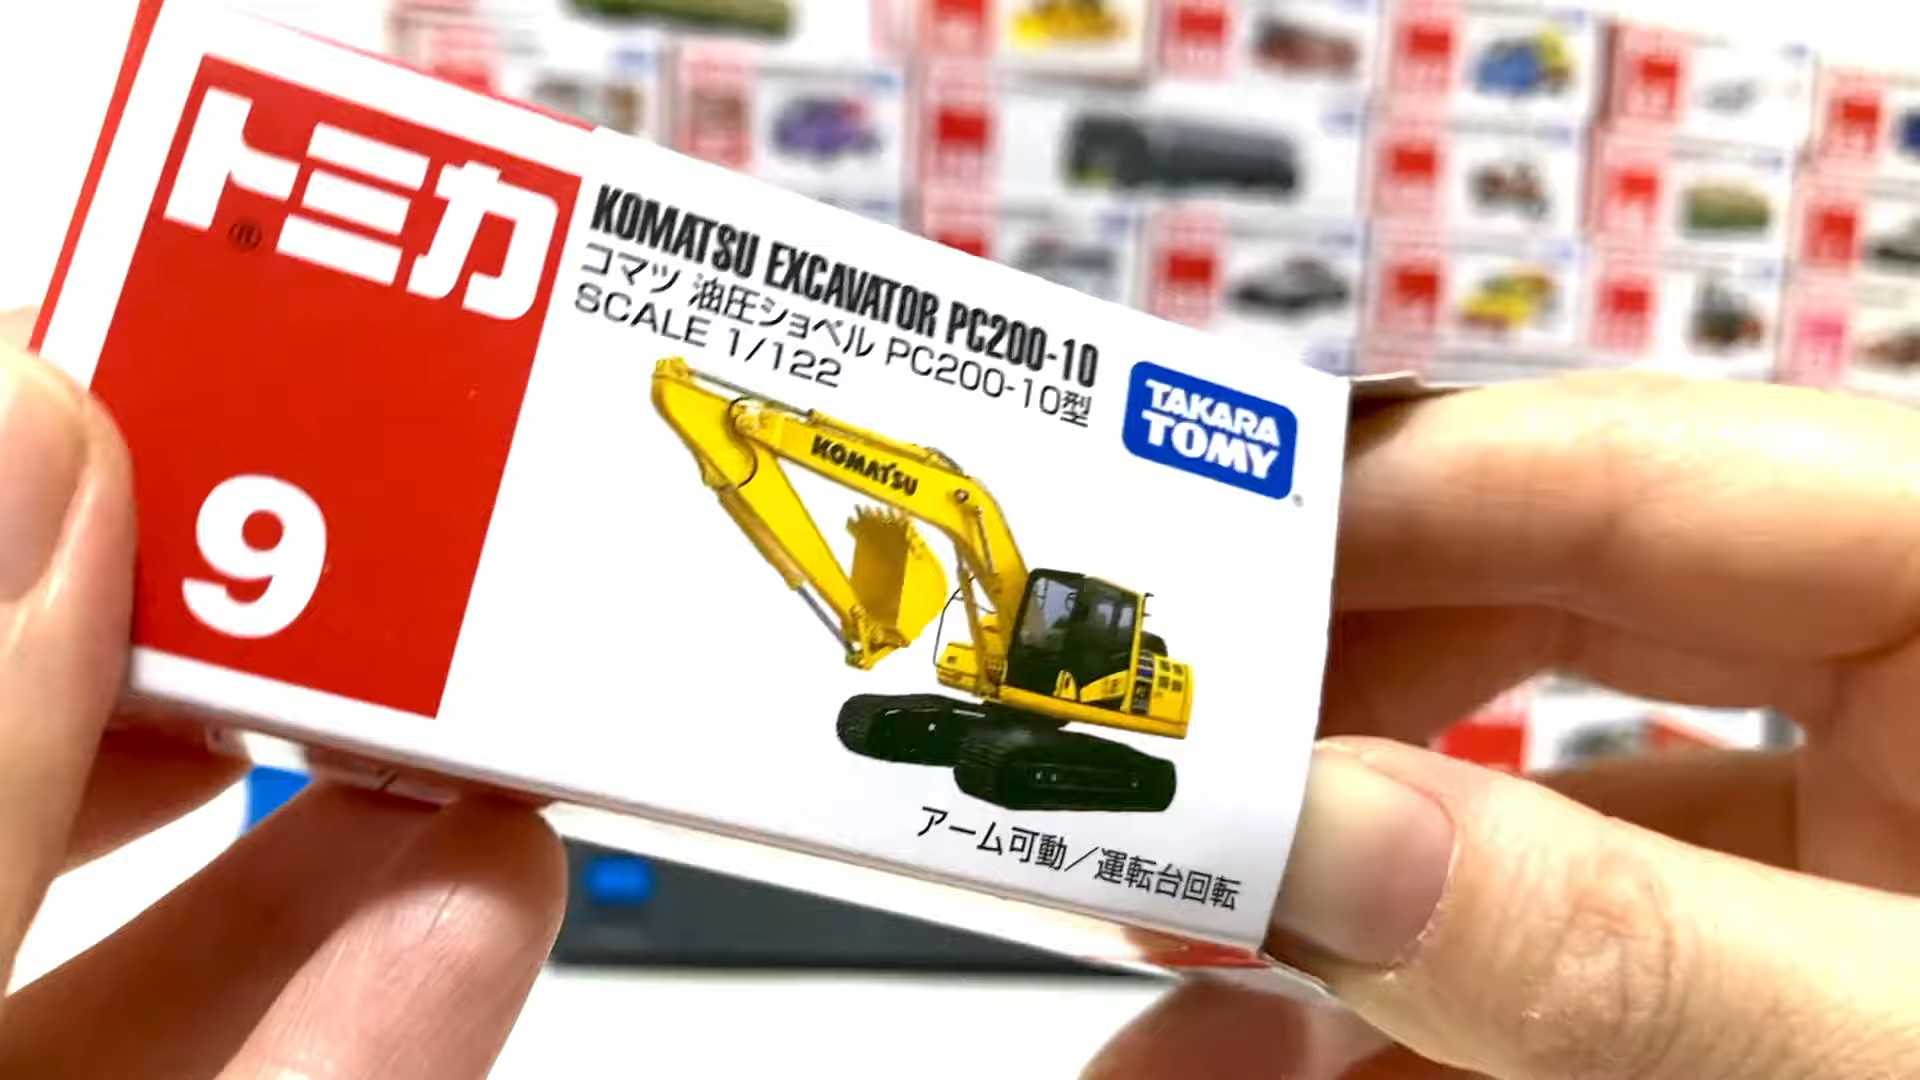 トミカ
®
9
KOMATSU EXCAVATOR PC200-10
コマツ 油圧ショベル PC200-10型
SCALE 1/122
TAKARA
TOMY
KOMATSU
アーム可動/運転台回転